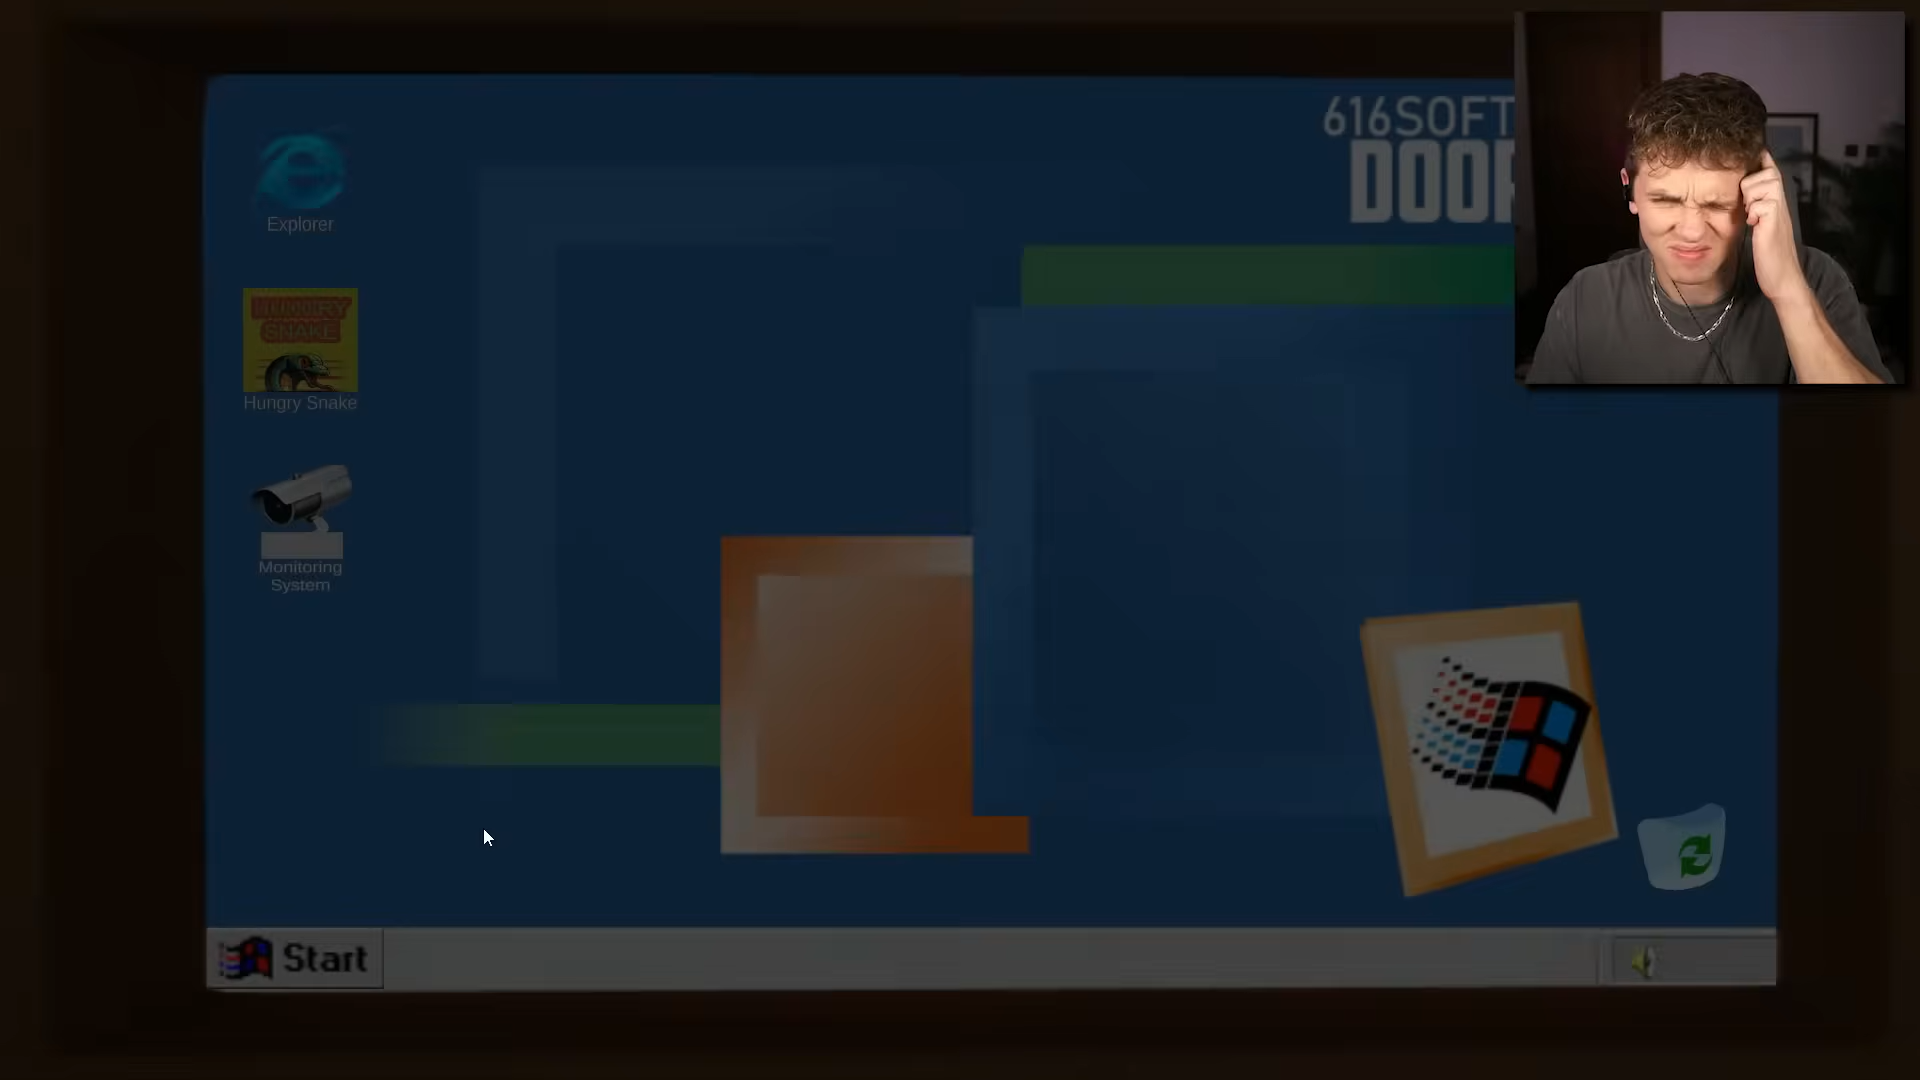 616SOFT
DOOR
Explorer
HUNGRY
SNAKE
Hungry Snake
Monitoring
System
Start